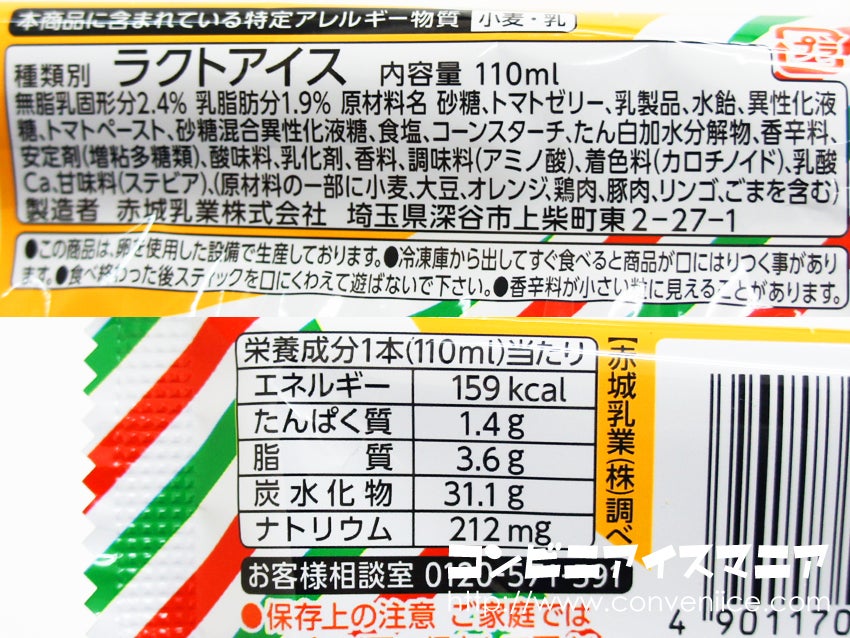 本商品に含まれている特定アレルギー物質 小麦・乳
プラ
種類別 ラクトアイス 内容量 110ml
無脂乳固形分2.4% 乳脂肪分1.9% 原材料名 砂糖、トマトゼリー、乳製品、水飴、異性化液
糖、トマトペースト、砂糖混合異性化液糖、食塩、コーンスターチ、たん白加水分解物、香辛料、
安定剤(増粘多糖類)、酸味料、乳化剤、香料、調味料(アミノ酸)、着色料(カロチノイド)、乳酸
Ca、甘味料(ステビア)、(原材料の一部に小麦、大豆、オレンジ、鶏肉、豚肉、リンゴ、ごまを含む)
製造者 赤城乳業株式会社 埼玉県深谷市上柴町東2-27-1
●この商品は、卵を使用した設備で生産しております。●冷凍庫から出してすぐ食べると商品が口にはりつく事があり
ます。●食べ終わった後スティックを口にくわえて遊ばないで下さい。●香辛料が小さい粒に見えることがあります。
栄養成分1本(110ml)当たり
エネルギー 159kcal
たんぱく質 1.4g
脂質 3.6g
炭水化物 31.1g
ナトリウム 212mg
【赤城乳業(株)調べ
お客様相談室 0120-571-591
●保存上の注意 ご家庭では
コンビニアイスマニア
http://www.conveniice.com/
4 901170